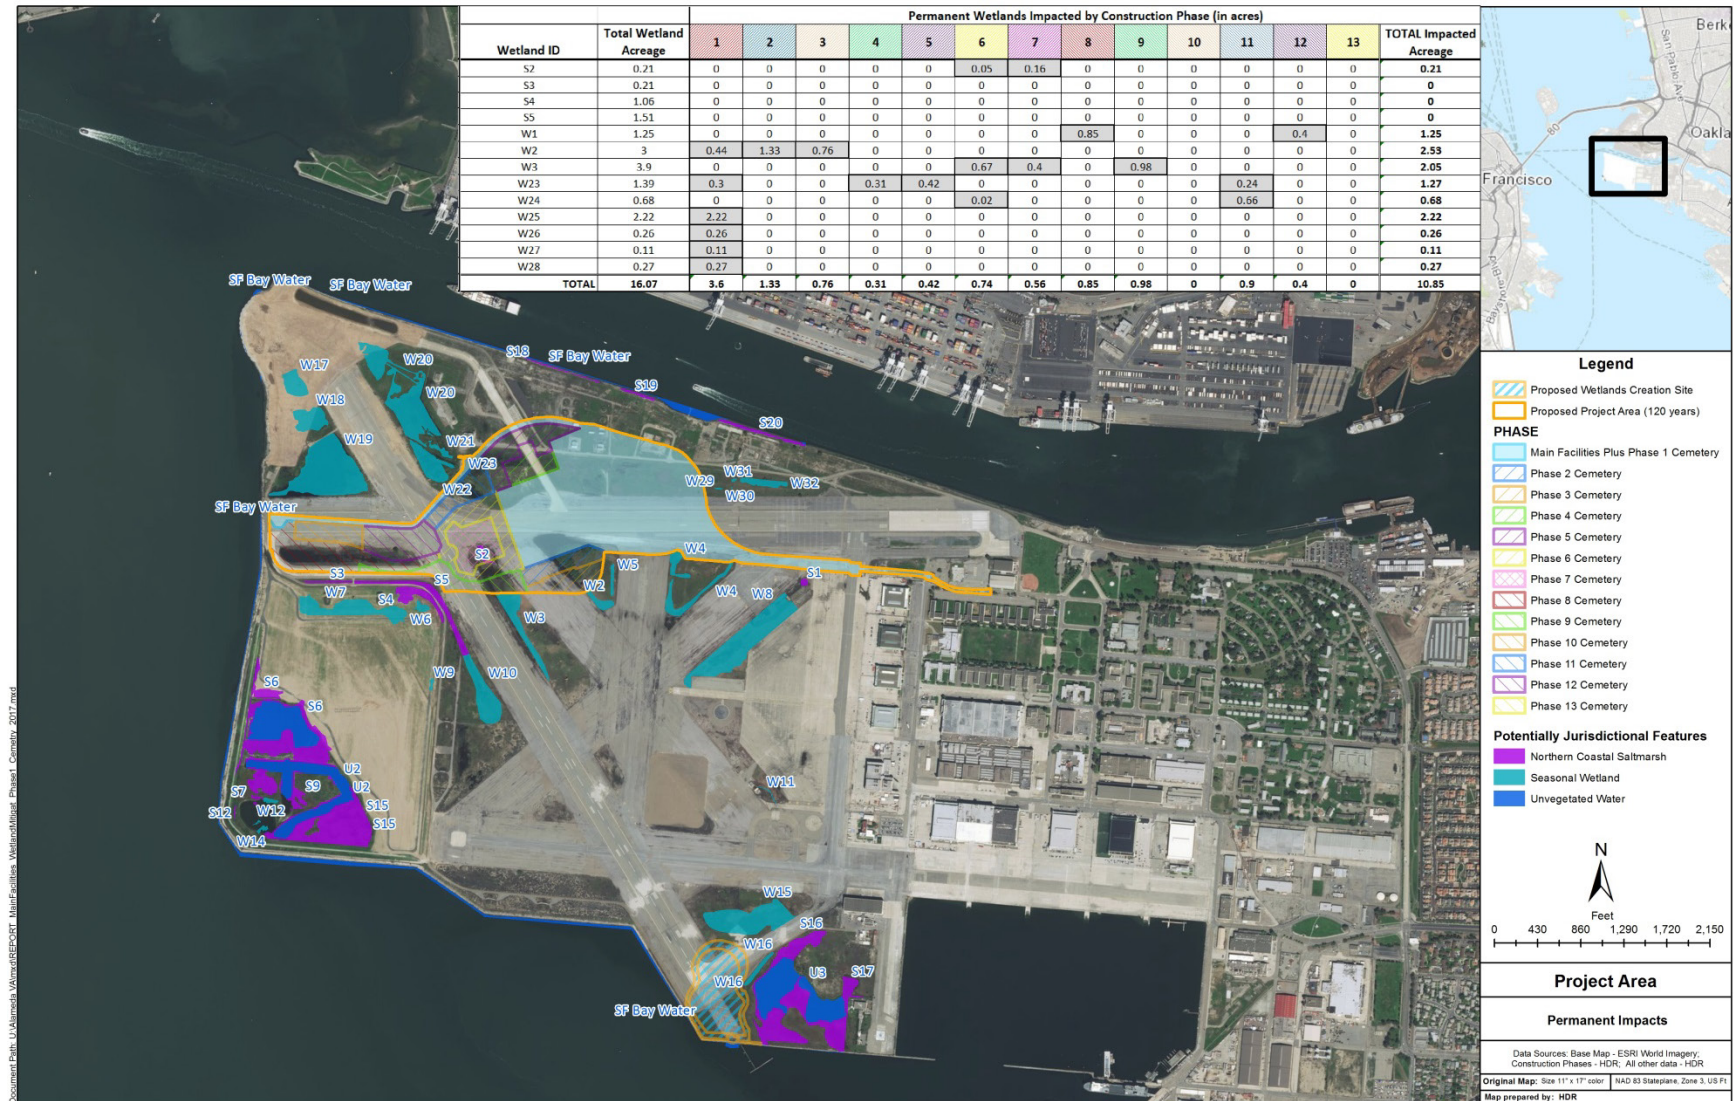 Permanent Wetlands Impacted by Construction Phase (in acres)
Wetland ID Total Wetland Acreage 1 2 3 4 5 6 7 8 9 10 11 12 13 TOTAL Impacted Acreage
S2 0.21 0 0 0 0 0 0.05 0.16 0 0 0 0 0 0 0.21
S3 0.21 0 0 0 0 0 0 0 0 0 0 0 0 0 0
S4 1.06 0 0 0 0 0 0 0 0 0 0 0 0 0 0
S5 1.51 0 0 0 0 0 0 0 0 0 0 0 0 0 0
W1 1.25 0 0 0 0 0 0 0 0.85 0 0 0 0.4 0 1.25
W2 3 0.44 1.33 0.76 0 0 0 0 0 0 0 0 0 0 2.53
W3 3.9 0 0 0 0 0 0.67 0.4 0 0.98 0 0 0 0 2.05
W23 1.39 0.3 0 0 0.31 0.42 0 0 0 0 0 0.24 0 0 1.27
W24 0.68 0 0 0 0 0 0.02 0 0 0 0 0.66 0 0 0.68
W25 2.22 2.22 0 0 0 0 0 0 0 0 0 0 0 0 2.22
W26 0.26 0.26 0 0 0 0 0 0 0 0 0 0 0 0 0.26
W27 0.11 0.11 0 0 0 0 0 0 0 0 0 0 0 0 0.11
W28 0.27 0.27 0 0 0 0 0 0 0 0 0 0 0 0 0.27
TOTAL 16.07 3.6 1.33 0.76 0.31 0.42 0.74 0.56 0.85 0.98 0 0.9 0.4 0 10.85
Berk
San Pablo Ave
80
Oakla
Francisco
Bayshore
SF Bay Water
SF Bay Water
S18
SF Bay Water
W17
W20
W18
W20
S19
W19
W21
S20
W23
W31
W22
W29
W32
W30
SF Bay Water
S2
W4
S3
S5
W5
S1
W7
S4
W2
W4
W8
W6
W3
W9
W10
S6
S6
U2
W11
S7
S9
U2
S12
W12
S15
S15
W14
W15
S16
W16
W16
U3
S17
SF Bay Water
Legend
Proposed Wetlands Creation Site
Proposed Project Area (120 years)
PHASE
Main Facilities Plus Phase 1 Cemetery
Phase 2 Cemetery
Phase 3 Cemetery
Phase 4 Cemetery
Phase 5 Cemetery
Phase 6 Cemetery
Phase 7 Cemetery
Phase 8 Cemetery
Phase 9 Cemetery
Phase 10 Cemetery
Phase 11 Cemetery
Phase 12 Cemetery
Phase 13 Cemetery
Potentially Jurisdictional Features
Northern Coastal Saltmarsh
Seasonal Wetland
Unvegetated Water
N
Feet
0 430 860 1,290 1,720 2,150
Project Area
Permanent Impacts
Data Sources: Base Map - ESRI World Imagery;
Construction Phases - HDR; All other data - HDR
Original Map: Size 11" x 17" color NAD 83 Stateplane, Zone 3, US Ft
Map prepared by: HDR